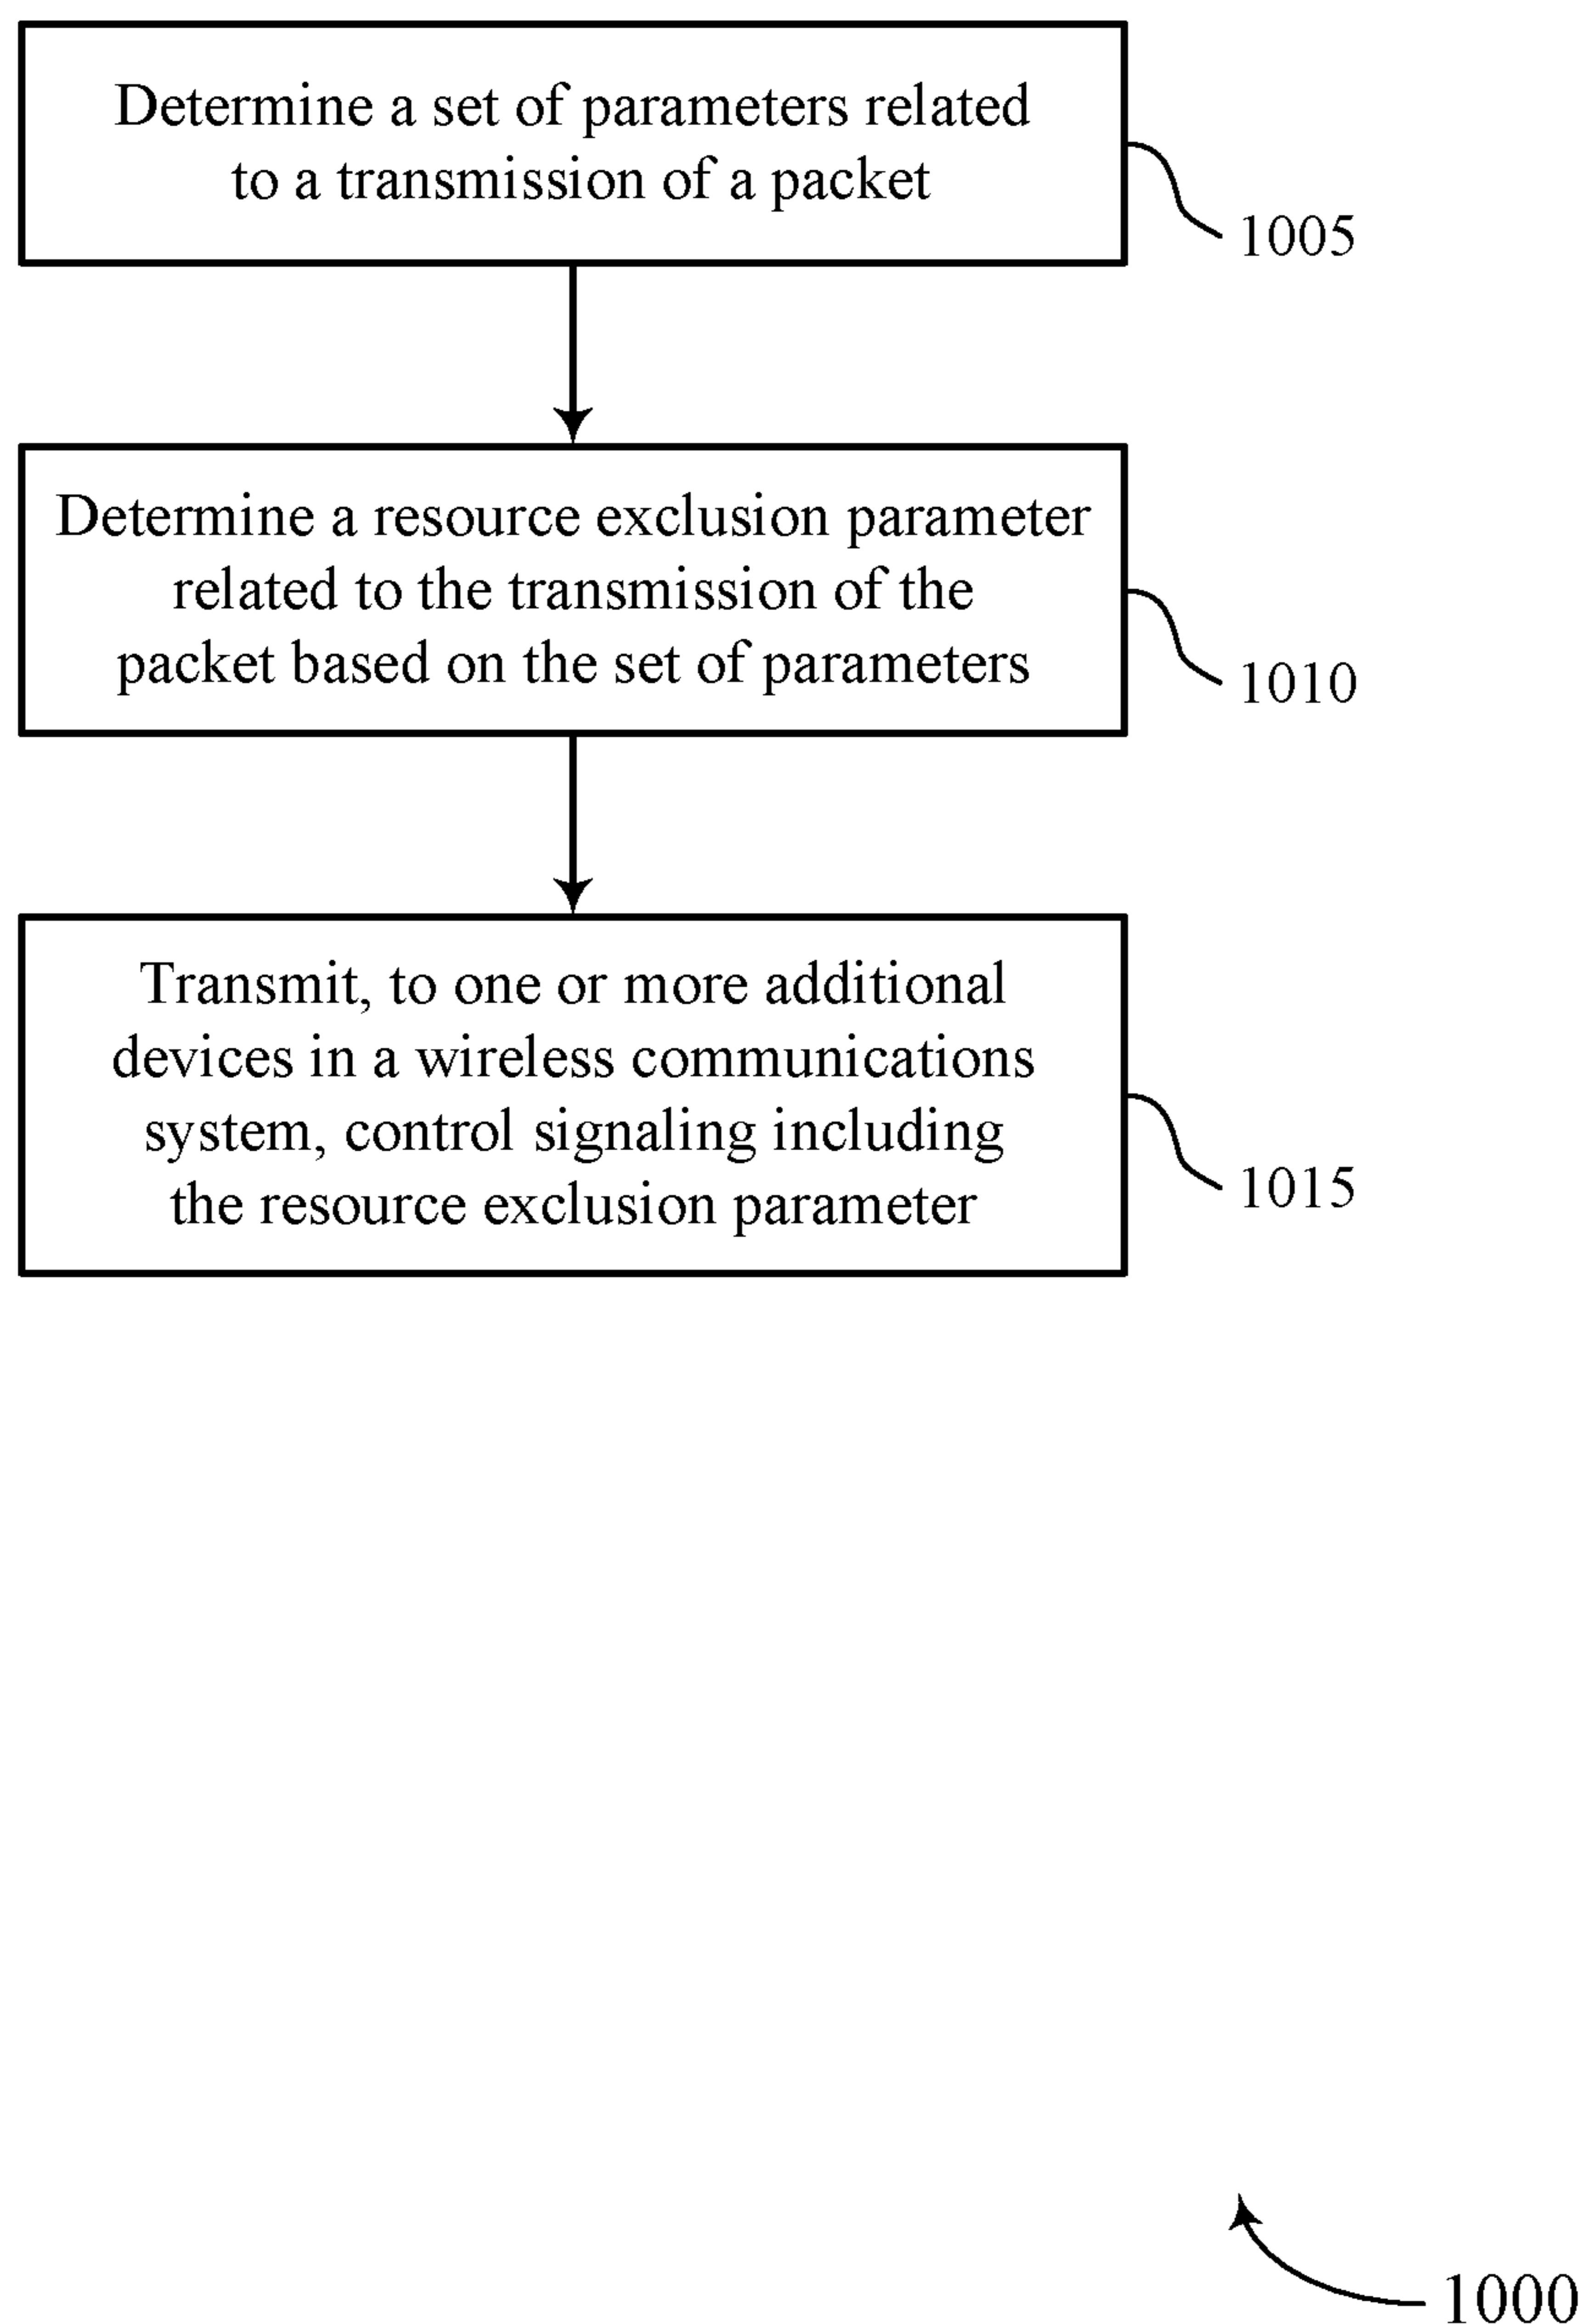 Determine a set of parameters related
to a transmission of a packet
1005
Determine a resource exclusion parameter
related to the transmission of the
packet based on the set of parameters
1010
Transmit, to one or more additional
devices in a wireless communications
system, control signaling including
the resource exclusion parameter
1015
1000